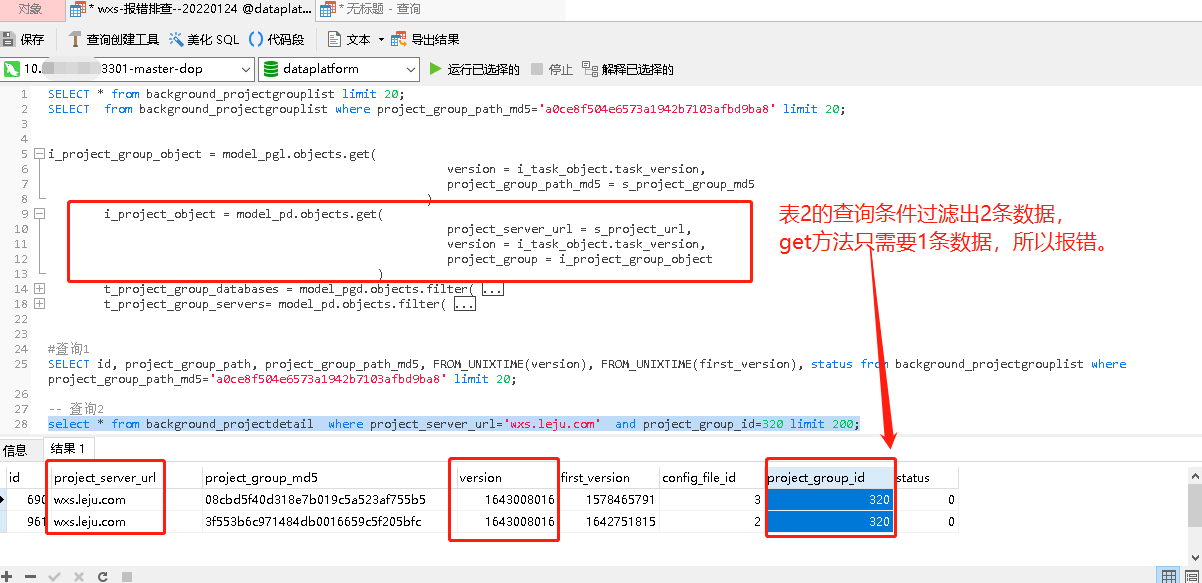 对象
* wxs-报错排查--20220124 @dataplat...
* 无标题 - 查询
保存
查询创建工具
美化 SQL
() 代码段
文本
导出结果
10.
3301-master-dop
dataplatform
运行已选择的
停止
解释已选择的
1 SELECT * from background_projectgrouplist limit 20;
2 SELECT  from background_projectgrouplist where project_group_path_md5='a0ce8f504e6573a1942b7103afbd9ba8' limit 20;
3
4
5 i_project_group_object = model_pgl.objects.get(
6 version = i_task_object.task_version,
7 project_group_path_md5 = s_project_group_md5
8 )
9 i_project_object = model_pd.objects.get(
10 project_server_url = s_project_url,
11 version = i_task_object.task_version,
12 project_group = i_project_group_object
13 )
14 t_project_group_databases = model_pgd.objects.filter( ...
18 t_project_group_servers= model_pd.objects.filter( ...
22
23
24 #查询1
25 SELECT id, project_group_path, project_group_path_md5, FROM_UNIXTIME(version), FROM_UNIXTIME(first_version), status from background_projectgrouplist where
project_group_path_md5='a0ce8f504e6573a1942b7103afbd9ba8' limit 20;
26
27 -- 查询2
28 select * from background_projectdetail  where project_server_url='wxs.leju.com'  and project_group_id=320 limit 200;
表2的查询条件过滤出2条数据,
get方法只需要1条数据，所以报错。
信息
结果 1
id project_server_url project_group_md5 version first_version config_file_id project_group_id status
690 wxs.leju.com 08cbd5f40d318e7b019c5a523af755b5 1643008016 1578465791 3 320 0
961 wxs.leju.com 3f553b6c971484db0016659c5f205bfc 1643008016 1642751815 2 320 0